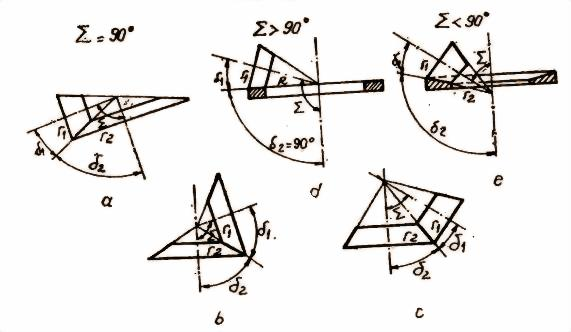 Σ = 90°
Σ > 90°
Σ < 90°
r₁
Σ
r₂
δ₁
δ₂
a
δ₁
r₁
R
Σ
δ₂ = 90°
d
δ₁
r₁
Σ
r₂
δ₂
e
Σ
r₁
r₂
δ₁
δ₂
b
Σ
r₂
r₁
δ₁
δ₂
c